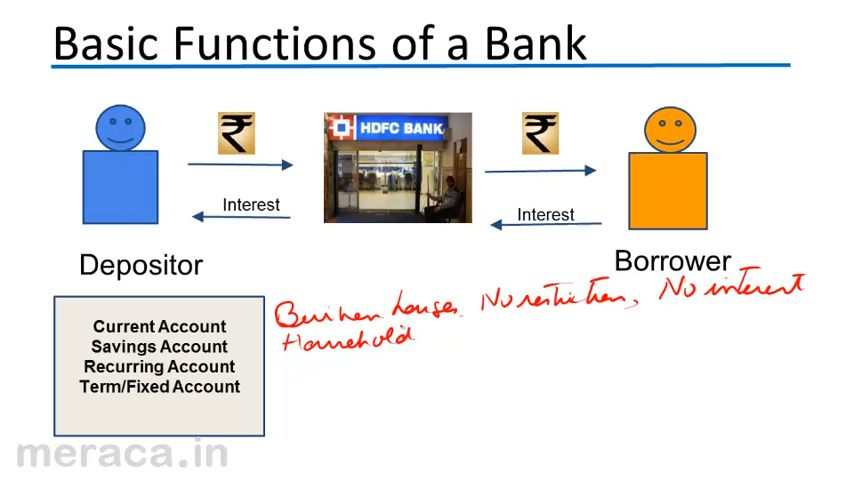 Basic Functions of a Bank
₹ HDFC BANK ₹
Interest Interest
Depositor Borrower
Business houses, No restriction, No interest
Current Account
Household
Savings Account
Recurring Account
Term/Fixed Account
meraca.in